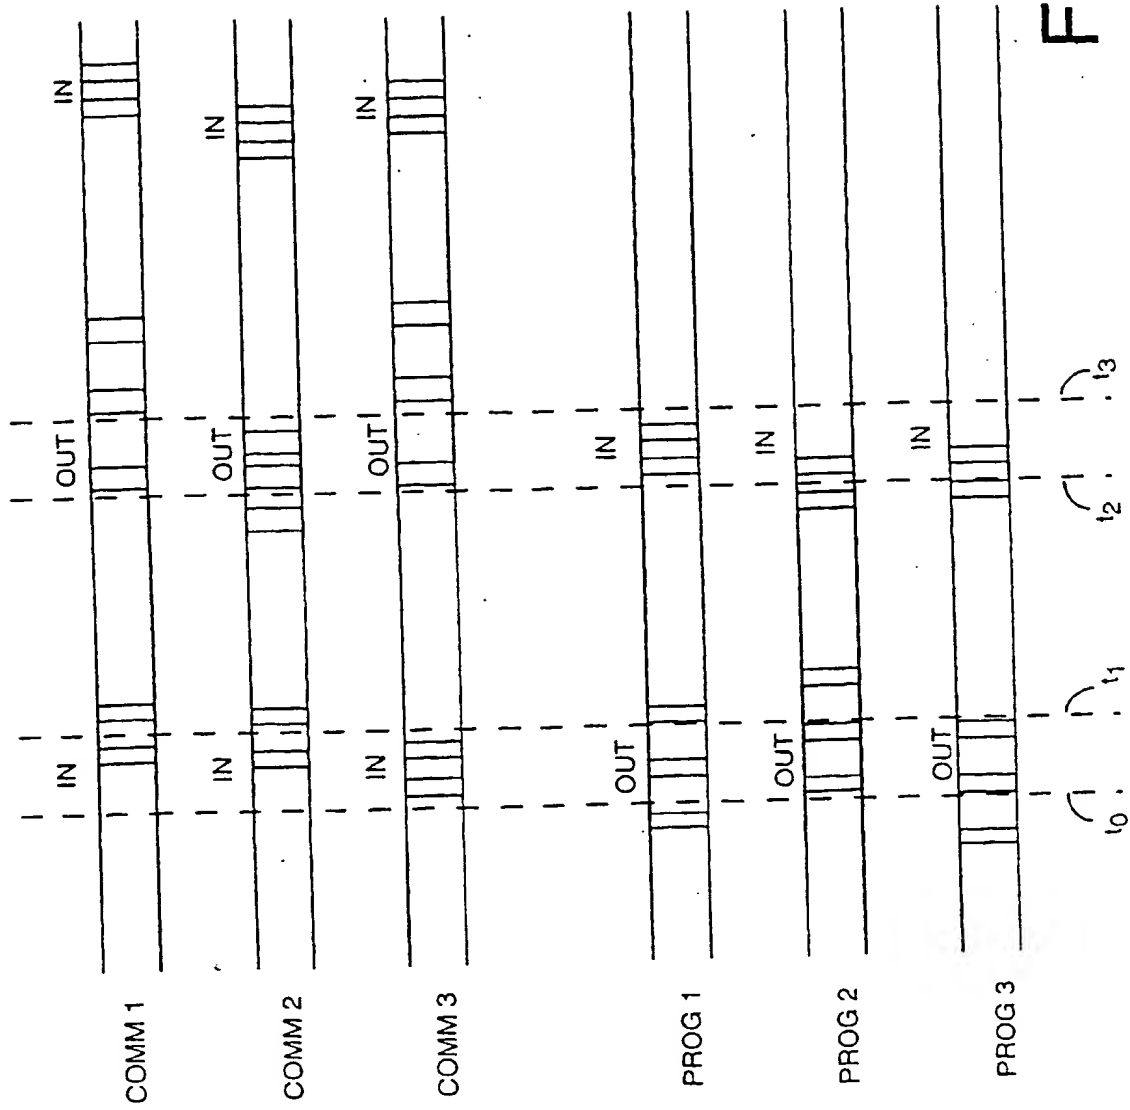 COMM 1
IN
OUT
IN
COMM 2
IN
OUT
IN
COMM 3
IN
OUT
IN
PROG 1
OUT
IN
PROG 2
OUT
IN
PROG 3
OUT
IN
t0
t1
t2
t3
F